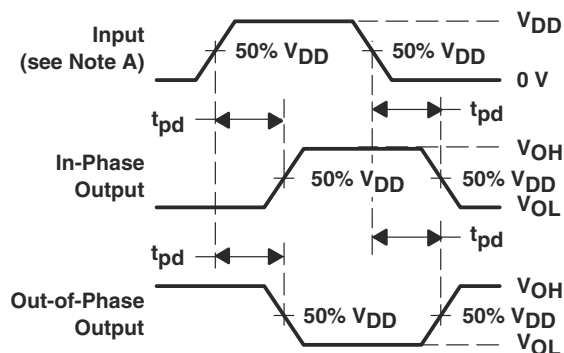 V_DD
Input
(see Note A)
50% V_DD
50% V_DD
0 V
t_pd
t_pd
V_OH
In-Phase
Output
50% V_DD
50% V_DD
V_OL
t_pd
t_pd
V_OH
Out-of-Phase
Output
50% V_DD
50% V_DD
V_OL